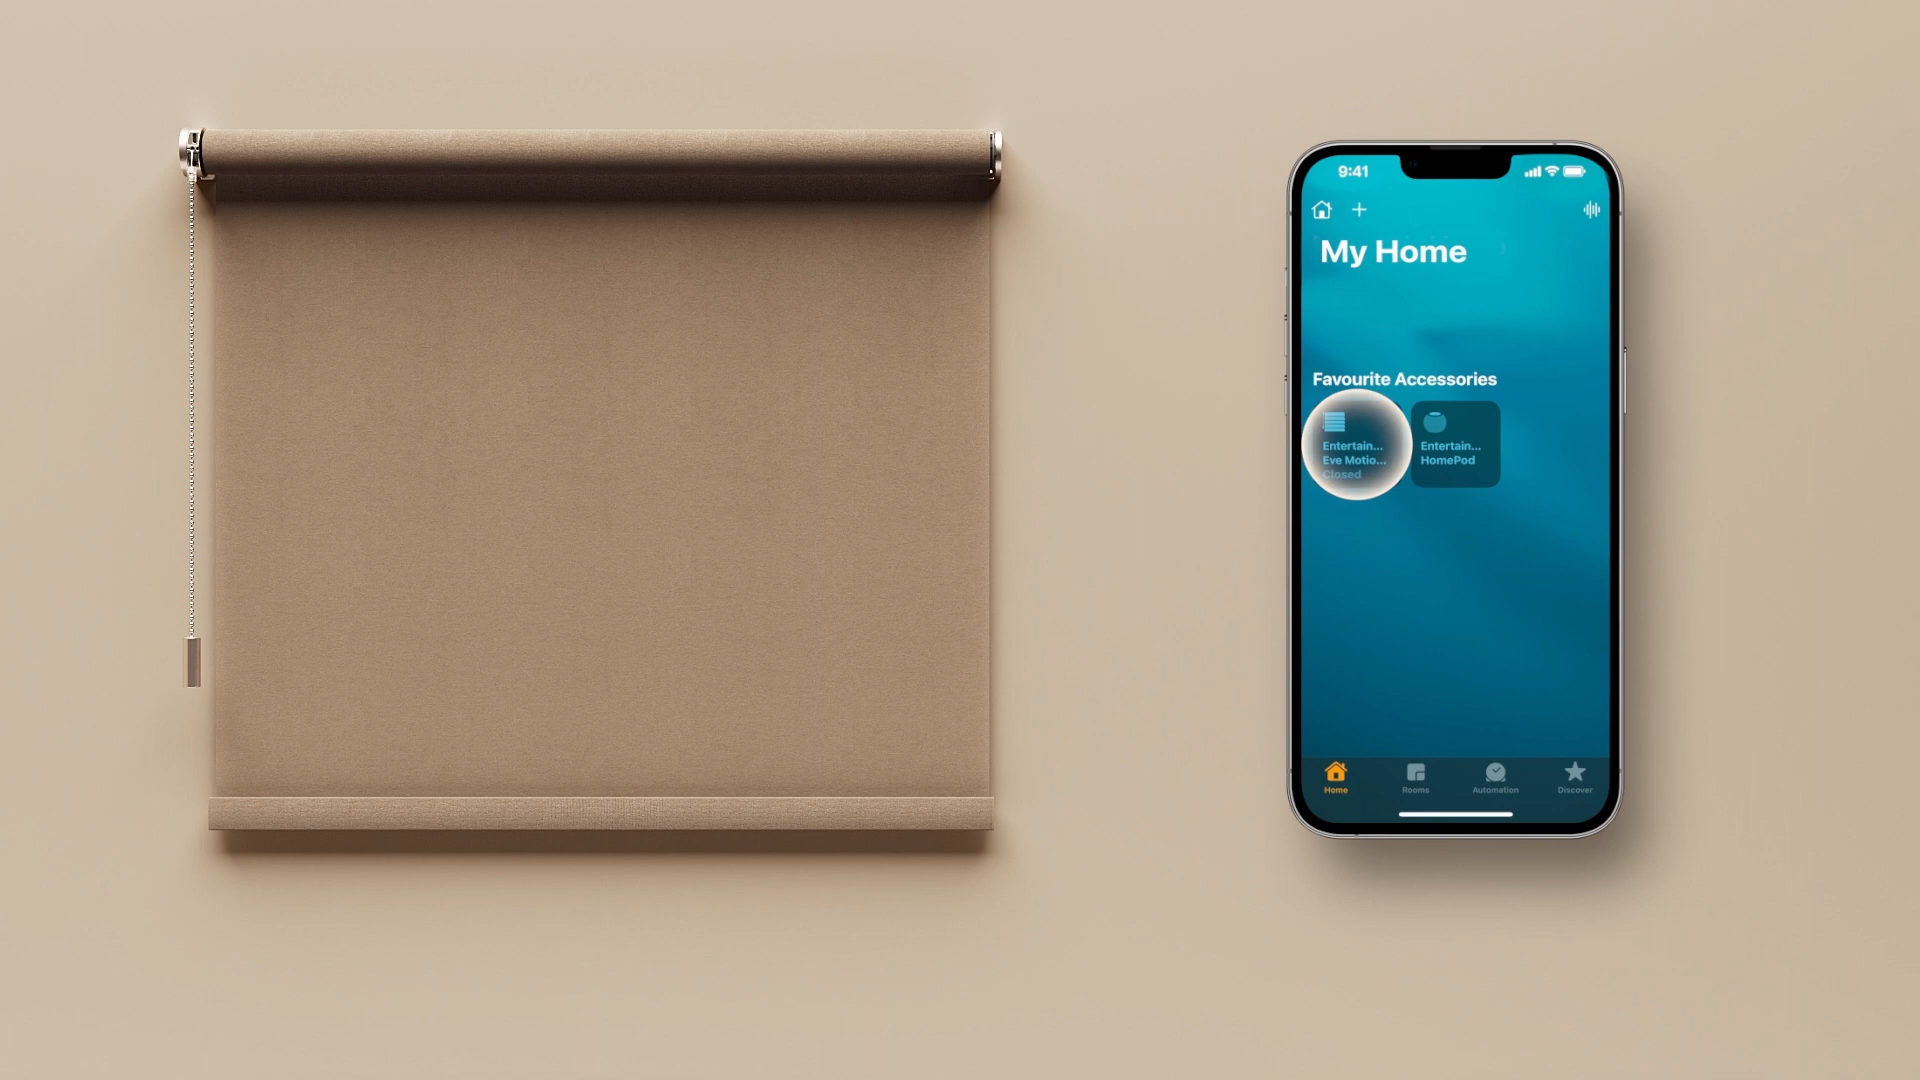 9:41
My Home
Favourite Accessories
Entertain...
Eve Motio...
Closed
Entertain...
HomePod
Home
Rooms
Automation
Discover